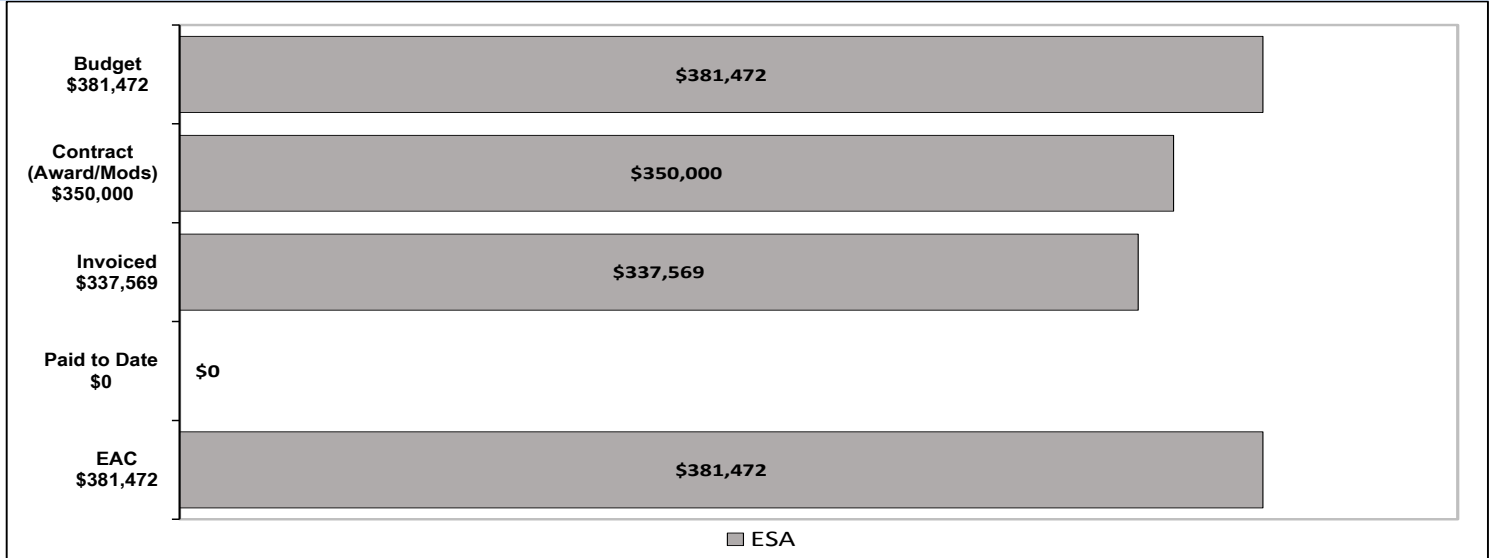 Budget
$381,472
$381,472
Contract
(Award/Mods)
$350,000
$350,000
Invoiced
$337,569
$337,569
Paid to Date
$0
$0
EAC
$381,472
$381,472
ESA